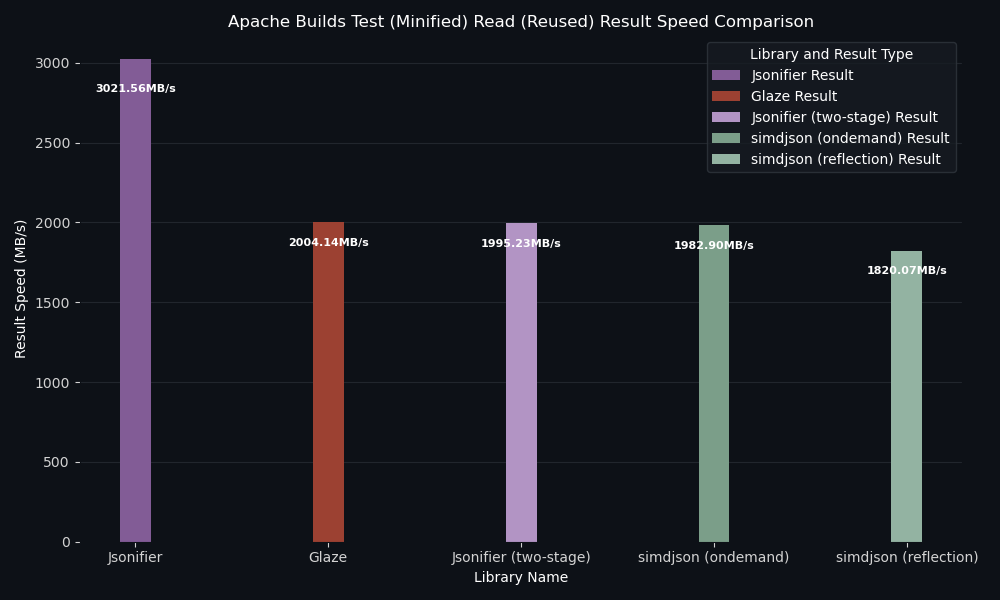 Apache Builds Test (Minified) Read (Reused) Result Speed Comparison
Library and Result Type
Jsonifier Result
Glaze Result
Jsonifier (two-stage) Result
simdjson (ondemand) Result
simdjson (reflection) Result
Result Speed (MB/s)
3000
2500
2000
1500
1000
500
0
3021.56MB/s
2004.14MB/s
1995.23MB/s
1982.90MB/s
1820.07MB/s
Jsonifier
Glaze
Jsonifier (two-stage)
simdjson (ondemand)
simdjson (reflection)
Library Name